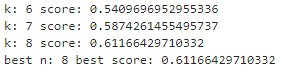 k: 6 score: 0.5409696952955336
k: 7 score: 0.5874261455495737
k: 8 score: 0.61166429710332
best n: 8 best score: 0.61166429710332